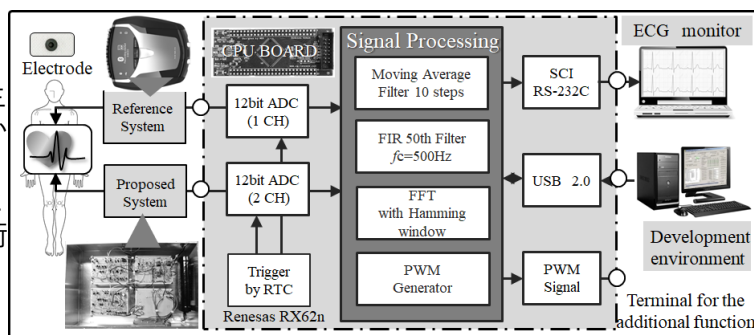 Electrode
CPU BOARD
Signal Processing
ECG monitor
Reference
System
12bit ADC
(1 CH)
Moving Average
Filter 10 steps
SCI
RS-232C
FIR 50th Filter
fc=500Hz
Proposed
System
12bit ADC
(2 CH)
USB 2.0
FFT
with Hamming
window
Development
environment
Trigger
by RTC
PWM
Generator
PWM
Signal
Renesas RX62n
Terminal for the
additional function